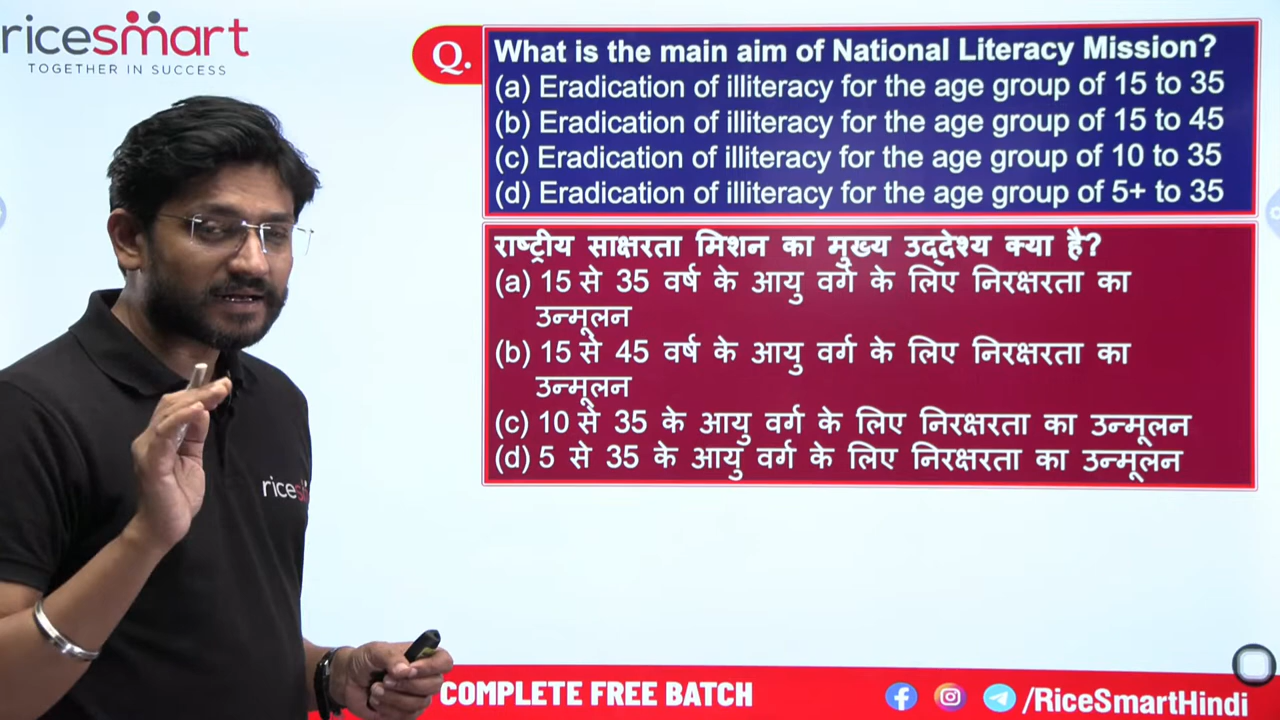 ricesmart
TOGETHER IN SUCCESS
Q.
What is the main aim of National Literacy Mission?
(a) Eradication of illiteracy for the age group of 15 to 35
(b) Eradication of illiteracy for the age group of 15 to 45
(c) Eradication of illiteracy for the age group of 10 to 35
(d) Eradication of illiteracy for the age group of 5+ to 35
राष्ट्रीय साक्षरता मिशन का मुख्य उद्देश्य क्या है?
(a) 15 से 35 वर्ष के आयु वर्ग के लिए निरक्षरता का
उन्मूलन
(b) 15 से 45 वर्ष के आयु वर्ग के लिए निरक्षरता का
उन्मूलन
(c) 10 से 35 के आयु वर्ग के लिए निरक्षरता का उन्मूलन
(d) 5 से 35 के आयु वर्ग के लिए निरक्षरता का उन्मूलन
rices
COMPLETE FREE BATCH
/RiceSmartHindi